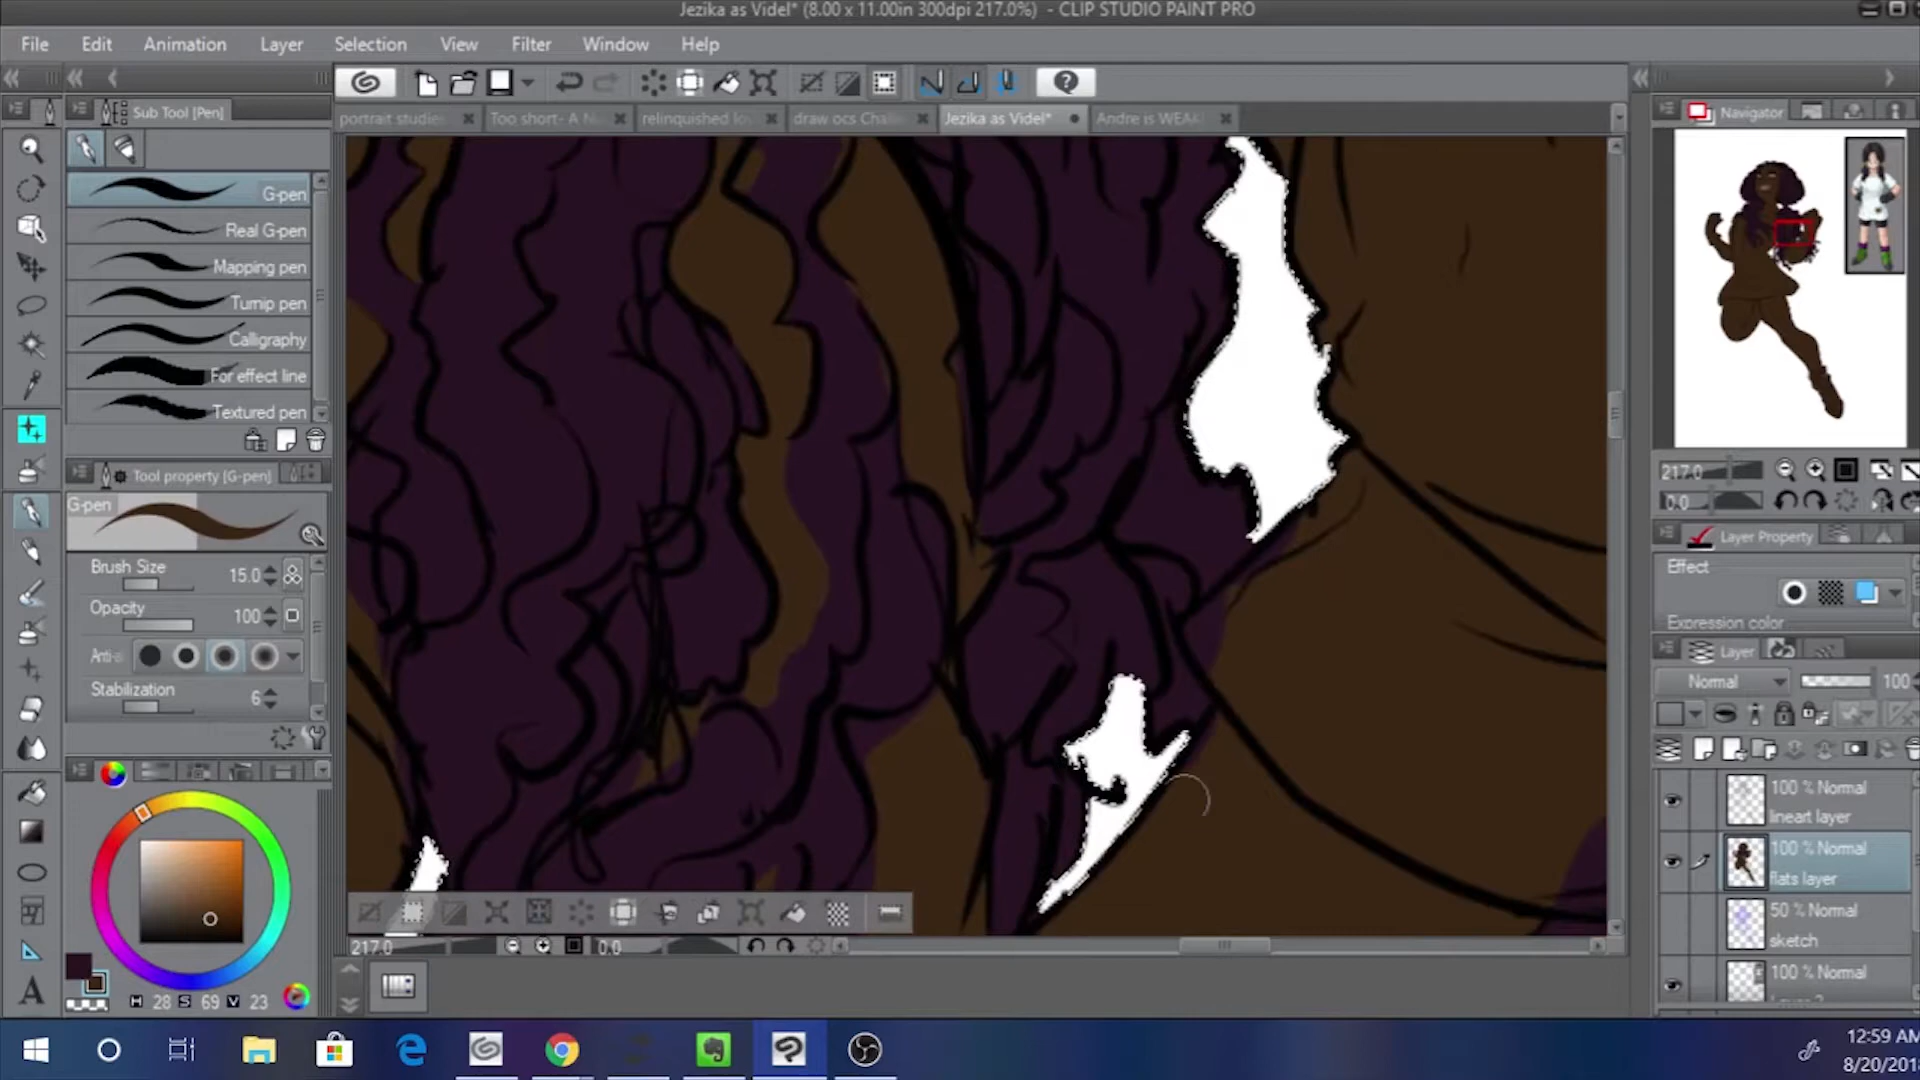 Jezika as Videl* (8.00 x 11.00in 300dpi 217.0%) - CLIP STUDIO PAINT PRO
File Edit Animation Layer Selection View Filter Window Help
Sub Tool [Pen]
portrait studies Too short- A N relinquished lo draw ocs Chall Jezika as Videl* Andre is WEAK!
Navigator
G-pen
Real G-pen
Mapping pen
Turnip pen
Calligraphy
For effect line
Textured pen
Tool property [G-pen]
G-pen
Brush Size 15.0
Opacity 100
Anti-a
Stabilization 6
H 28 S 69 V 23
217.0 0.0
217.0
0.0
Layer Property
Effect
Expression color
Layer
Normal 100
100 % Normal
lineart layer
100 % Normal
flats layer
50 % Normal
sketch
100 % Normal
A
12:59 AM
8/20/201